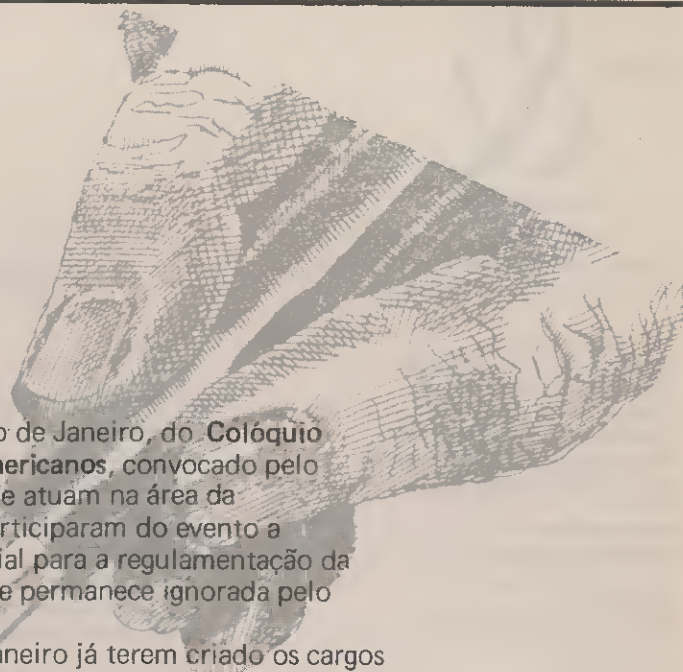 o de Janeiro, do Colóquio
mericanos, convocado pelo
e atuam na área da
rticiparam do evento a
ial para a regulamentação da
e permanece ignorada pelo
aneiro já terem criado os cargos